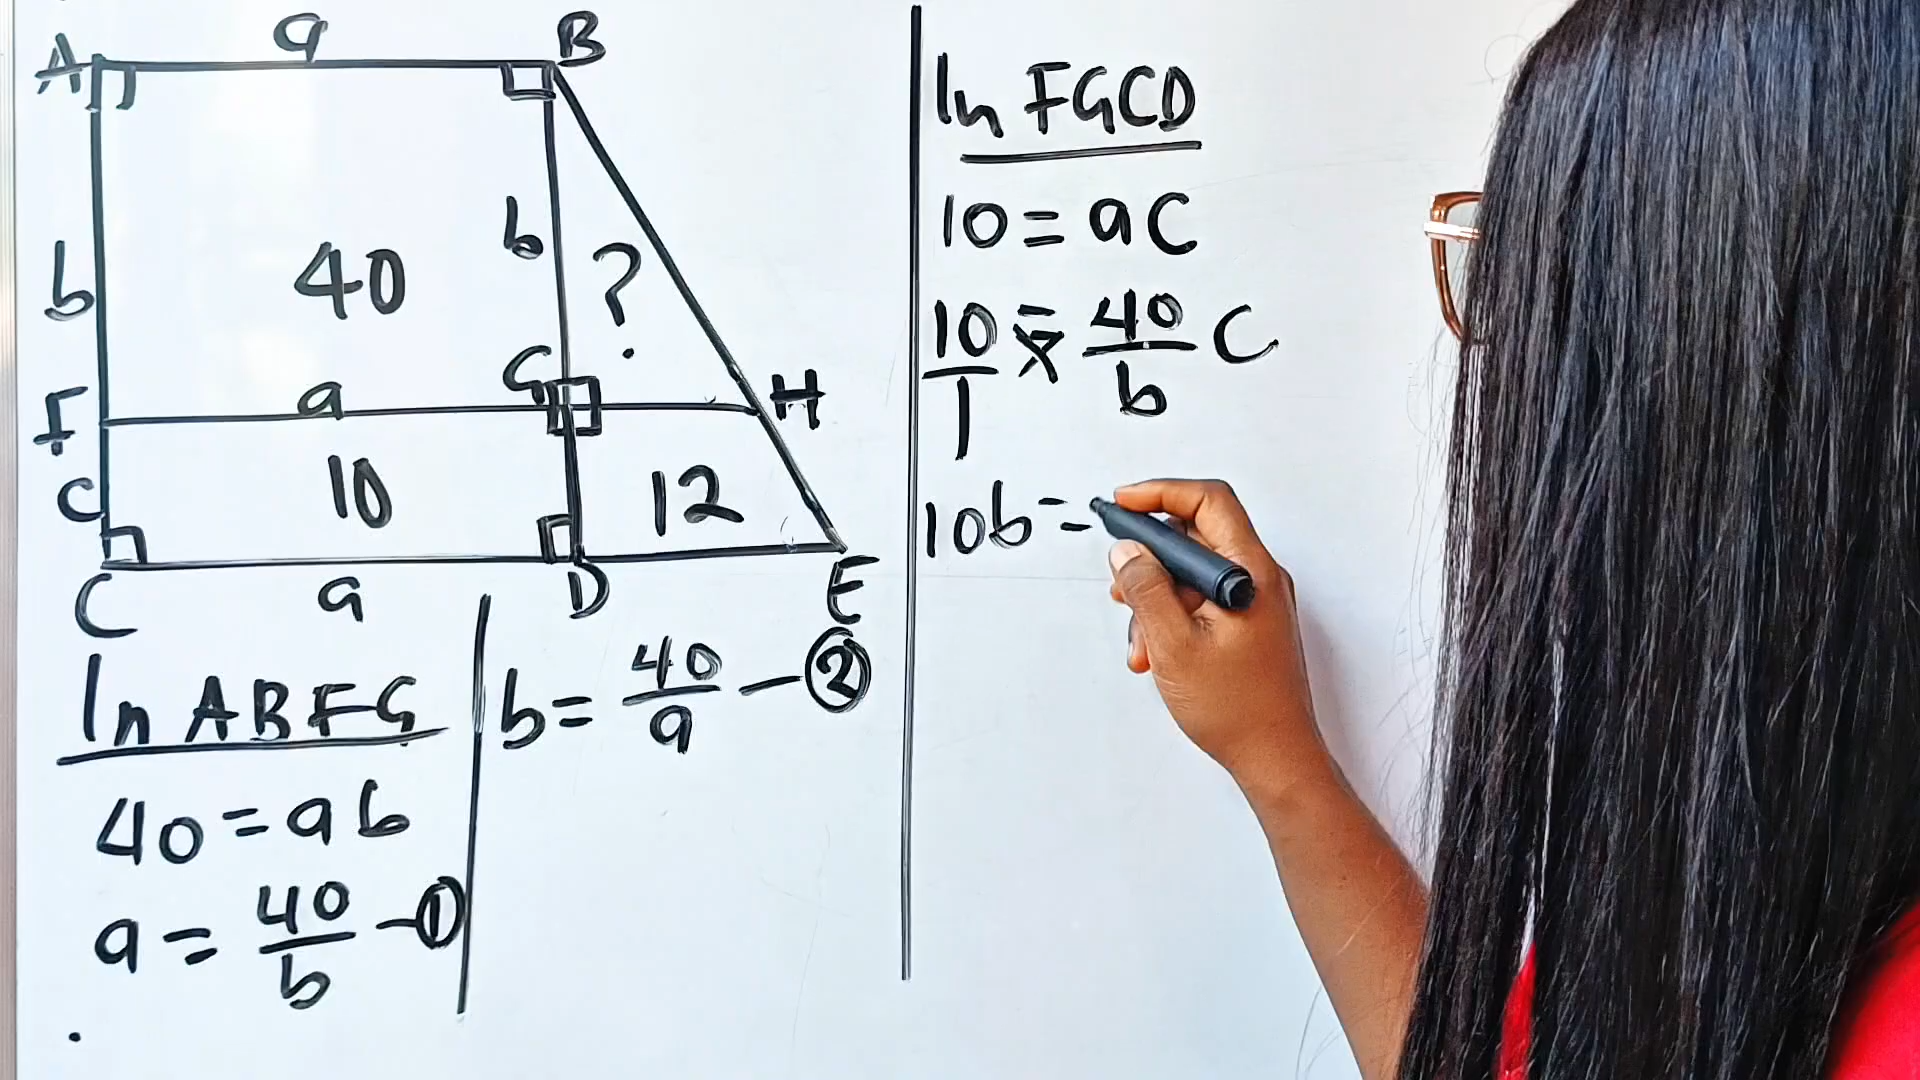 a
A B
b b
40 ?
F a G H
C 10 12
C a D E
In ABFG
40 = ab
a = 40/b - ①
b = 40/a - ②
In FGCD
10 = aC
10/1 = 40/b C
10b =